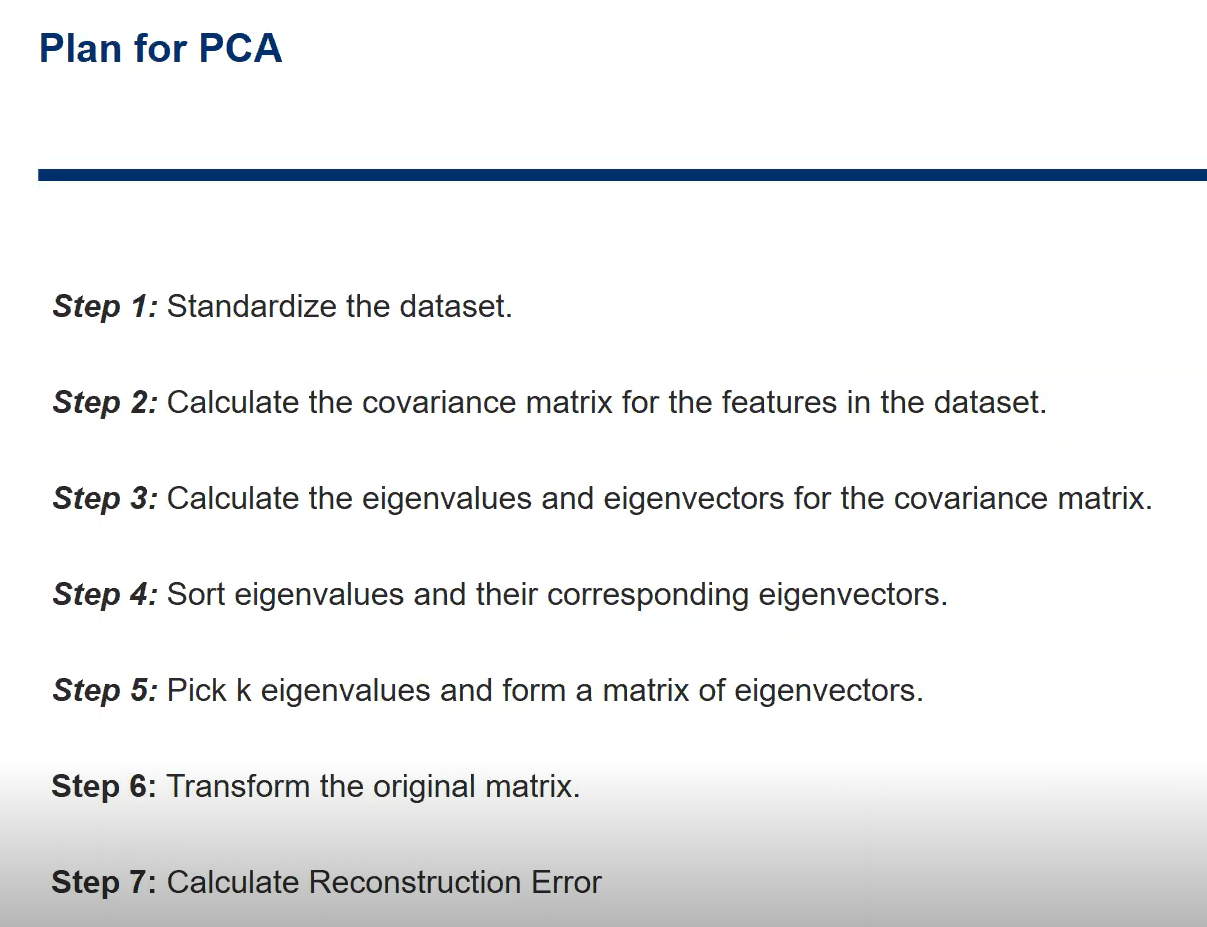 Plan for PCA
Step 1: Standardize the dataset.
Step 2: Calculate the covariance matrix for the features in the dataset.
Step 3: Calculate the eigenvalues and eigenvectors for the covariance matrix.
Step 4: Sort eigenvalues and their corresponding eigenvectors.
Step 5: Pick k eigenvalues and form a matrix of eigenvectors.
Step 6: Transform the original matrix.
Step 7: Calculate Reconstruction Error